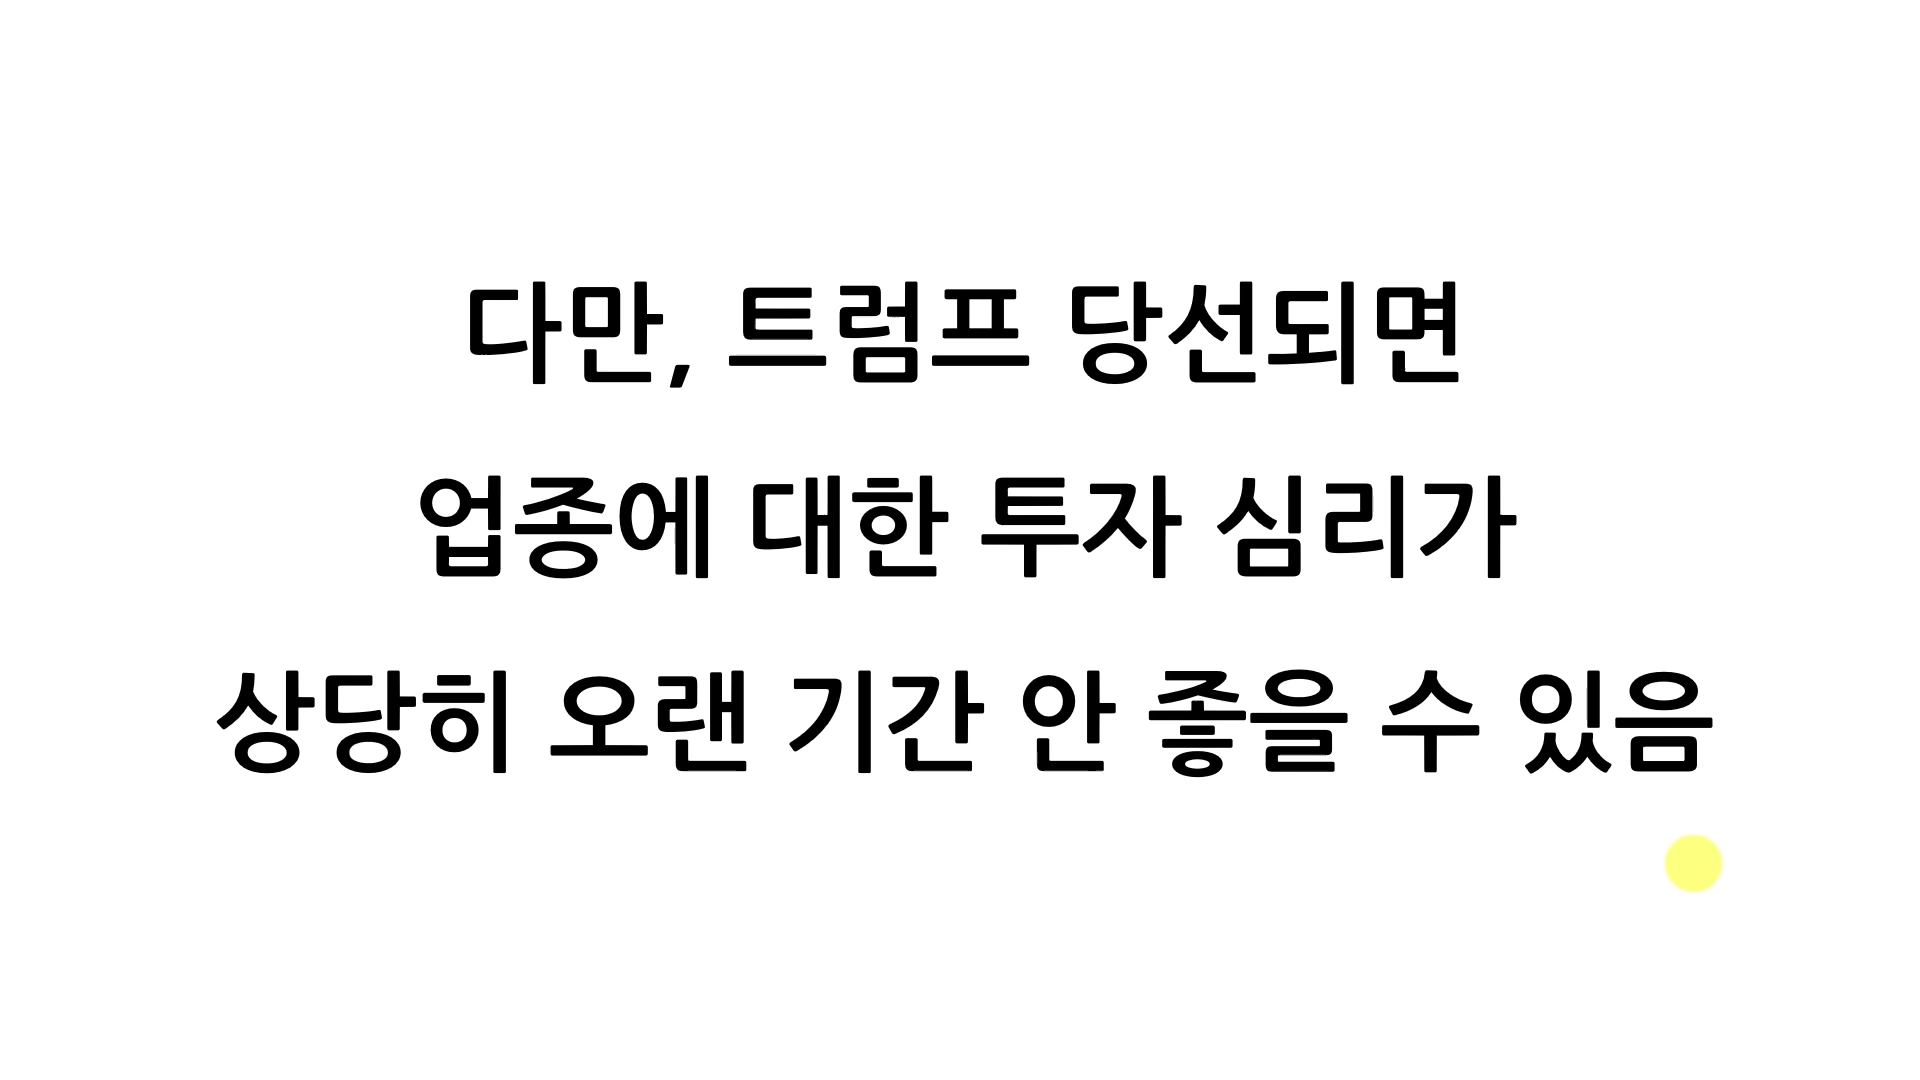 다만, 트럼프 당선되면
업종에 대한 투자 심리가
상당히 오랜 기간 안 좋을 수 있음